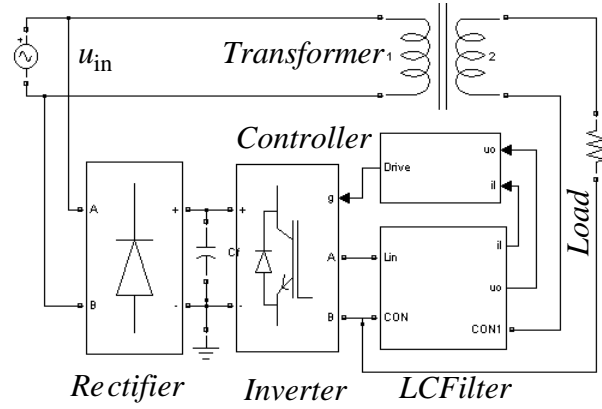 u_in
Transformer
1
2
Controller
Drive
uo
il
Load
A
B
+
-
Cf
+
-
g
A
B
Lin
CON
il
uo
CON1
Rectifier
Inverter
LCFilter